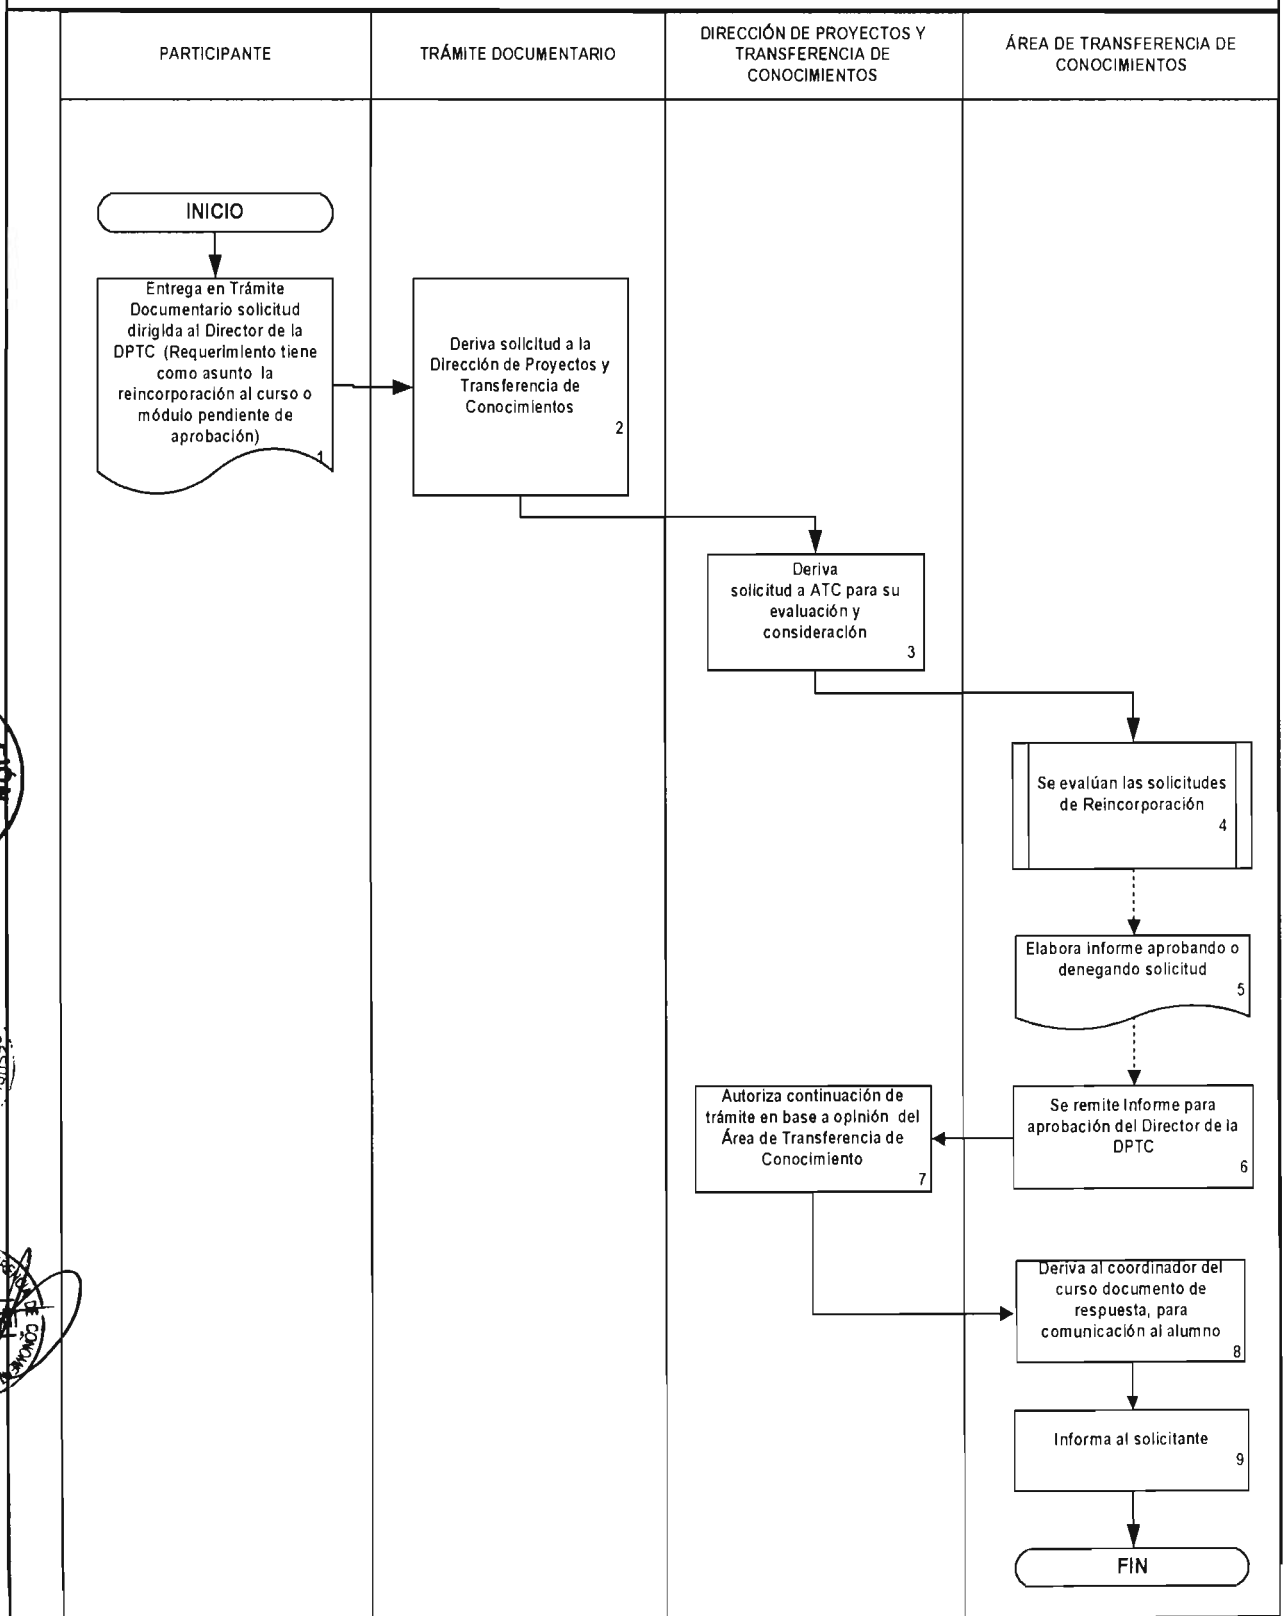 PARTICIPANTE
TRÁMITE DOCUMENTARIO
DIRECCIÓN DE PROYECTOS Y
TRANSFERENCIA DE
CONOCIMIENTOS
ÁREA DE TRANSFERENCIA DE
CONOCIMIENTOS
INICIO
Entrega en Trámite
Documentario solicitud
dirigida al Director de la
DPTC (Requerimiento tiene
como asunto la
reincorporación al curso o
módulo pendiente de
aprobación)
1
Deriva solicitud a la
Dirección de Proyectos y
Transferencia de
Conocimientos
2
Deriva
solicitud a ATC para su
evaluación y
consideración
3
Se evalúan las solicitudes
de Reincorporación
4
Elabora informe aprobando o
denegando solicitud
5
Se remite Informe para
aprobación del Director de la
DPTC
6
Autoriza continuación de
trámite en base a opinión del
Área de Transferencia de
Conocimiento
7
Deriva al coordinador del
curso documento de
respuesta, para
comunicación al alumno
8
Informa al solicitante
9
FIN